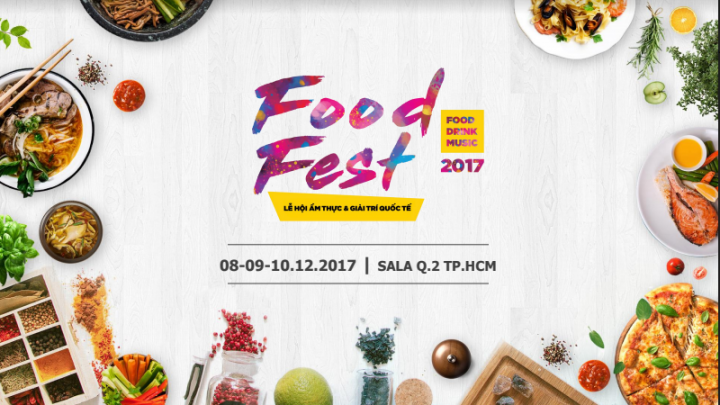 Food
Fest
FOOD
DRINK
MUSIC
2017
LỄ HỘI ẨM THỰC & GIẢI TRÍ QUỐC TẾ
08-09-10.12.2017 | SALA Q.2 TP.HCM